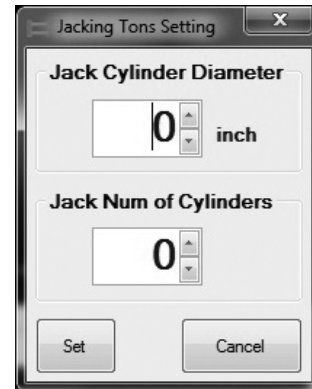 Jacking Tons Setting
x
Jack Cylinder Diameter
0 inch
Jack Num of Cylinders
0
Set Cancel